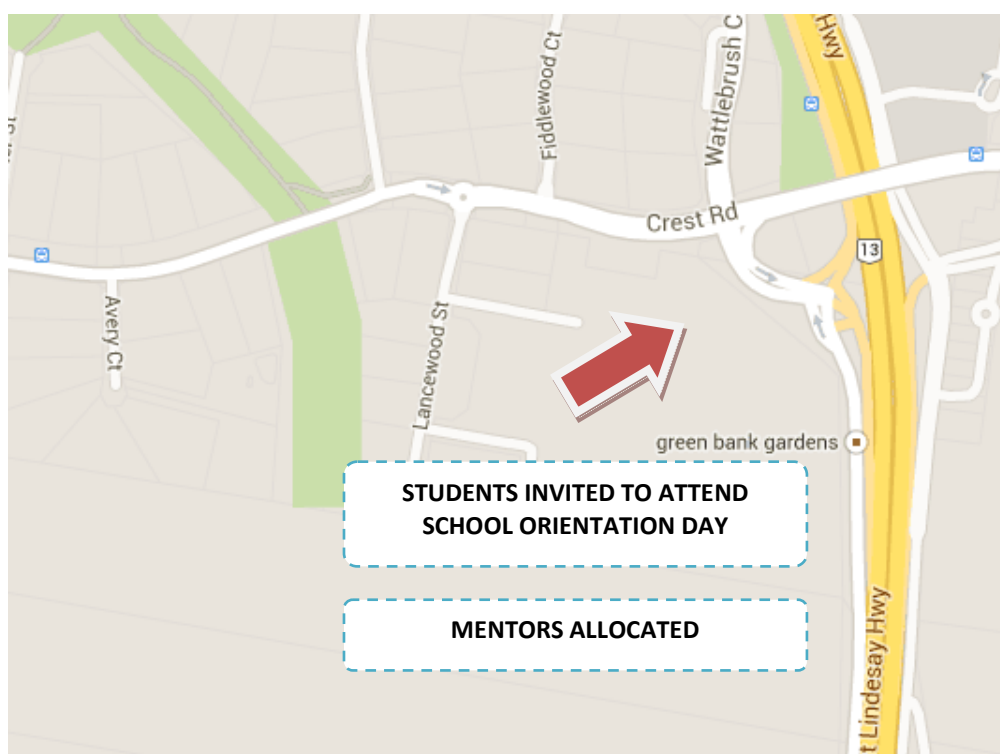 Hwy
Wattlebrush C
Fiddlewood Ct
Crest Rd
13
Avery Ct
Lancewood St
green bank gardens
STUDENTS INVITED TO ATTEND
SCHOOL ORIENTATION DAY
MENTORS ALLOCATED
t Lindesay Hwy